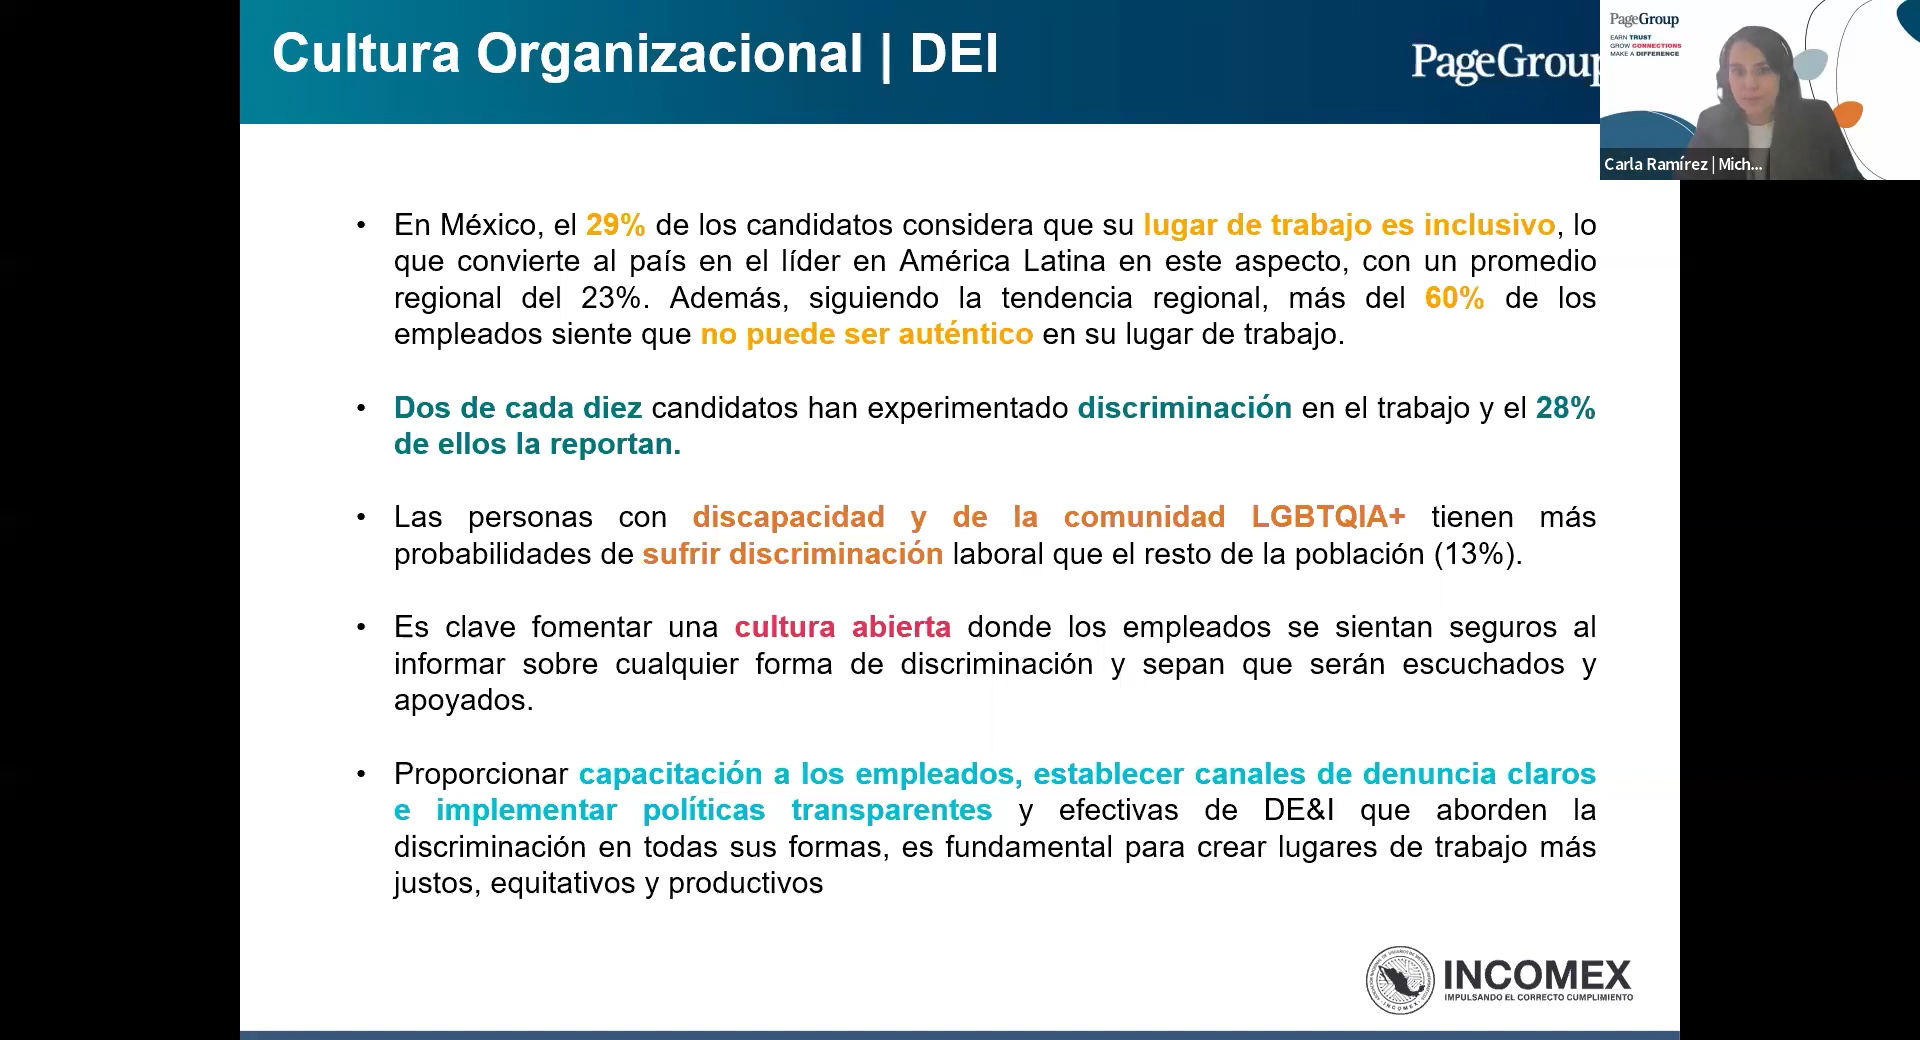 Cultura Organizacional | DEI
PageGroup
PageGroup
EARN TRUST
GROW CONNECTIONS
MAKE A DIFFERENCE
Carla Ramírez | Mich...
• En México, el 29% de los candidatos considera que su lugar de trabajo es inclusivo, lo
que convierte al país en el líder en América Latina en este aspecto, con un promedio
regional del 23%. Además, siguiendo la tendencia regional, más del 60% de los
empleados siente que no puede ser auténtico en su lugar de trabajo.
• Dos de cada diez candidatos han experimentado discriminación en el trabajo y el 28%
de ellos la reportan.
• Las personas con discapacidad y de la comunidad LGBTQIA+ tienen más
probabilidades de sufrir discriminación laboral que el resto de la población (13%).
• Es clave fomentar una cultura abierta donde los empleados se sientan seguros al
informar sobre cualquier forma de discriminación y sepan que serán escuchados y
apoyados.
• Proporcionar capacitación a los empleados, establecer canales de denuncia claros
e implementar políticas transparentes y efectivas de DE&I que aborden la
discriminación en todas sus formas, es fundamental para crear lugares de trabajo más
justos, equitativos y productivos
INCOMEX
IMPULSANDO EL CORRECTO CUMPLIMIENTO